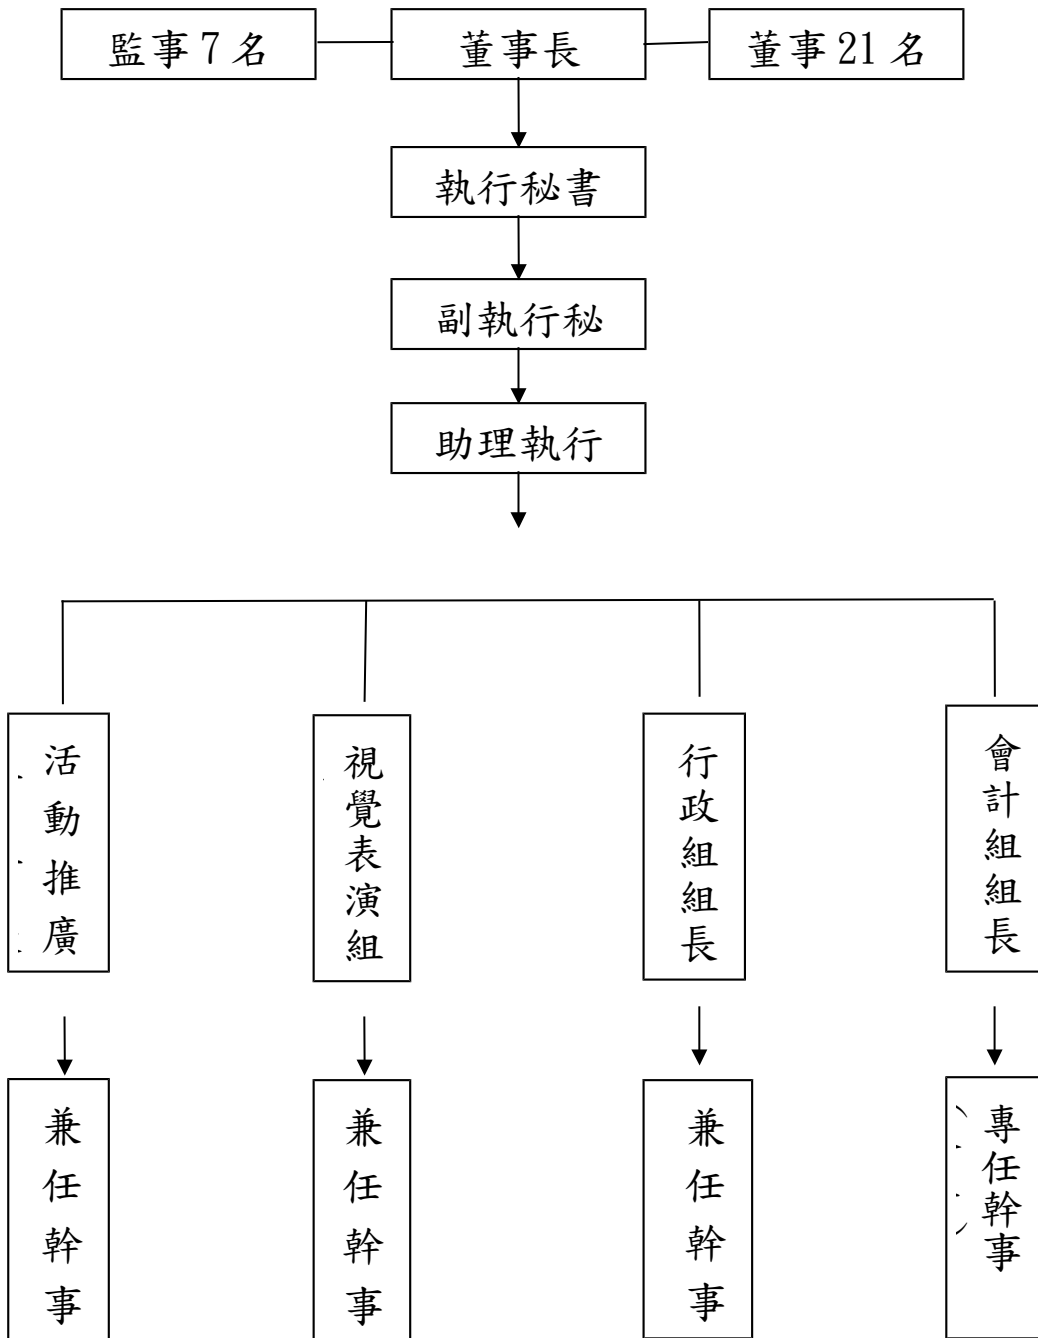 監事7名
董事長
董事21名
執行秘書
副執行秘
助理執行
活動推廣
視覺表演組
行政組組長
會計組組長
兼任幹事
兼任幹事
兼任幹事
專任幹事